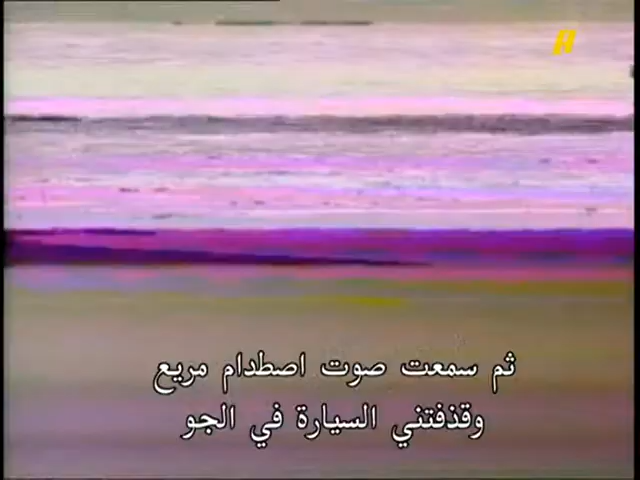 ثم سمعت صوت اصطدام مريع
وقذفتني السيارة في الجو